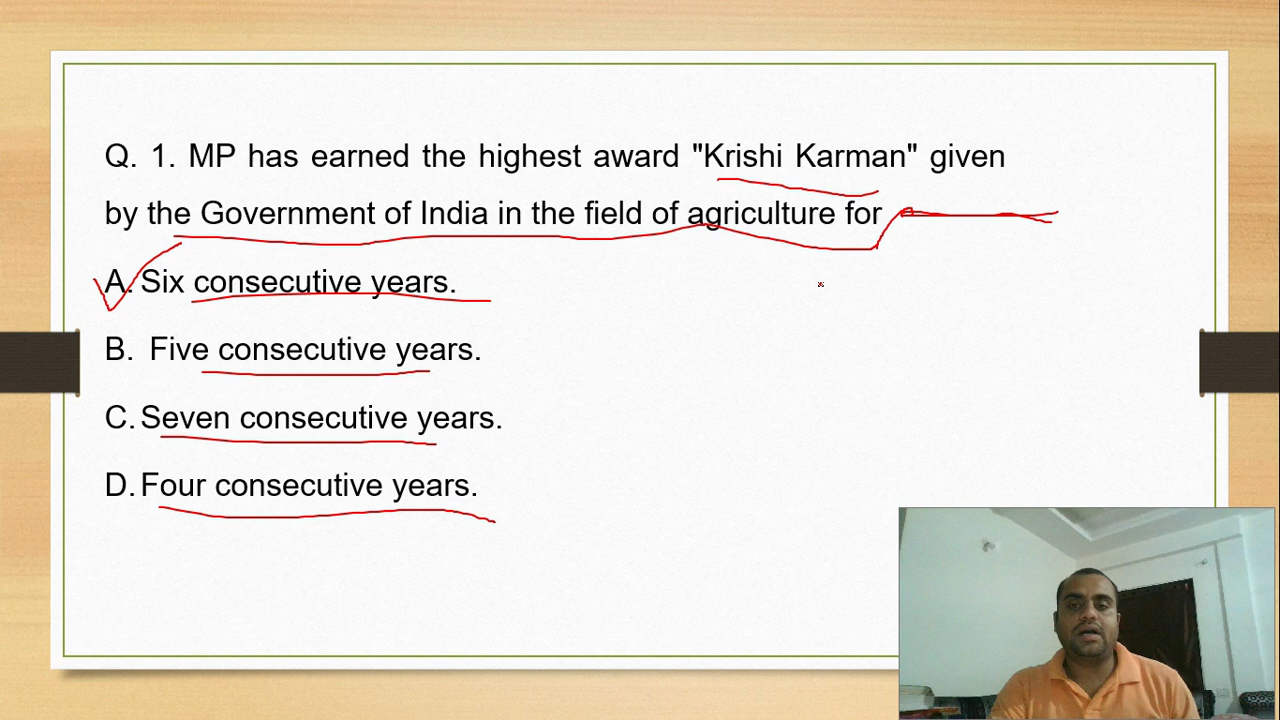 Q. 1. MP has earned the highest award "Krishi Karman" given
by the Government of India in the field of agriculture for
A. Six consecutive years.
B. Five consecutive years.
C. Seven consecutive years.
D. Four consecutive years.